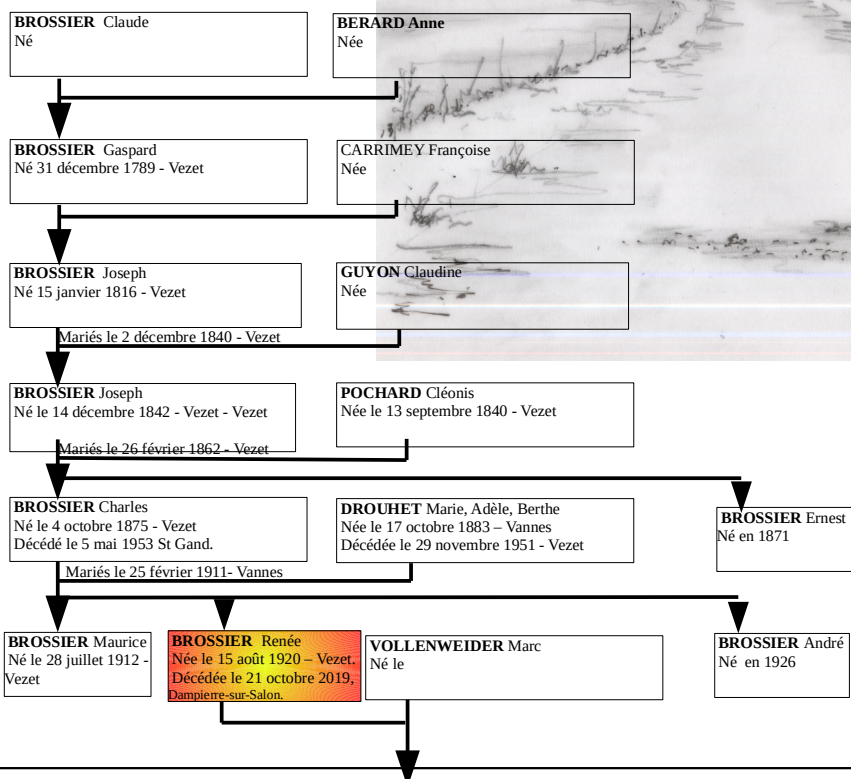 BROSSIER Claude
Né
BERARD Anne
Née
BROSSIER Gaspard
Né 31 décembre 1789 - Vezet
CARRIMEY Françoise
Née
BROSSIER Joseph
Né 15 janvier 1816 - Vezet
GUYON Claudine
Née
Mariés le 2 décembre 1840 - Vezet
BROSSIER Joseph
Né le 14 décembre 1842 - Vezet - Vezet
POCHARD Cléonis
Née le 13 septembre 1840 - Vezet
Mariés le 26 février 1862 - Vezet
BROSSIER Charles
Né le 4 octobre 1875 - Vezet
Décédé le 5 mai 1953 St Gand.
DROUHET Marie, Adèle, Berthe
Née le 17 octobre 1883 – Vannes
Décédée le 29 novembre 1951 - Vezet
BROSSIER Ernest
Né en 1871
Mariés le 25 février 1911- Vannes
BROSSIER Maurice
Né le 28 juillet 1912 -
Vezet
BROSSIER Renée
Née le 15 août 1920 – Vezet.
Décédée le 21 octobre 2019,
Dampierre-sur-Salon.
VOLLENWEIDER Marc
Né le
BROSSIER André
Né en 1926